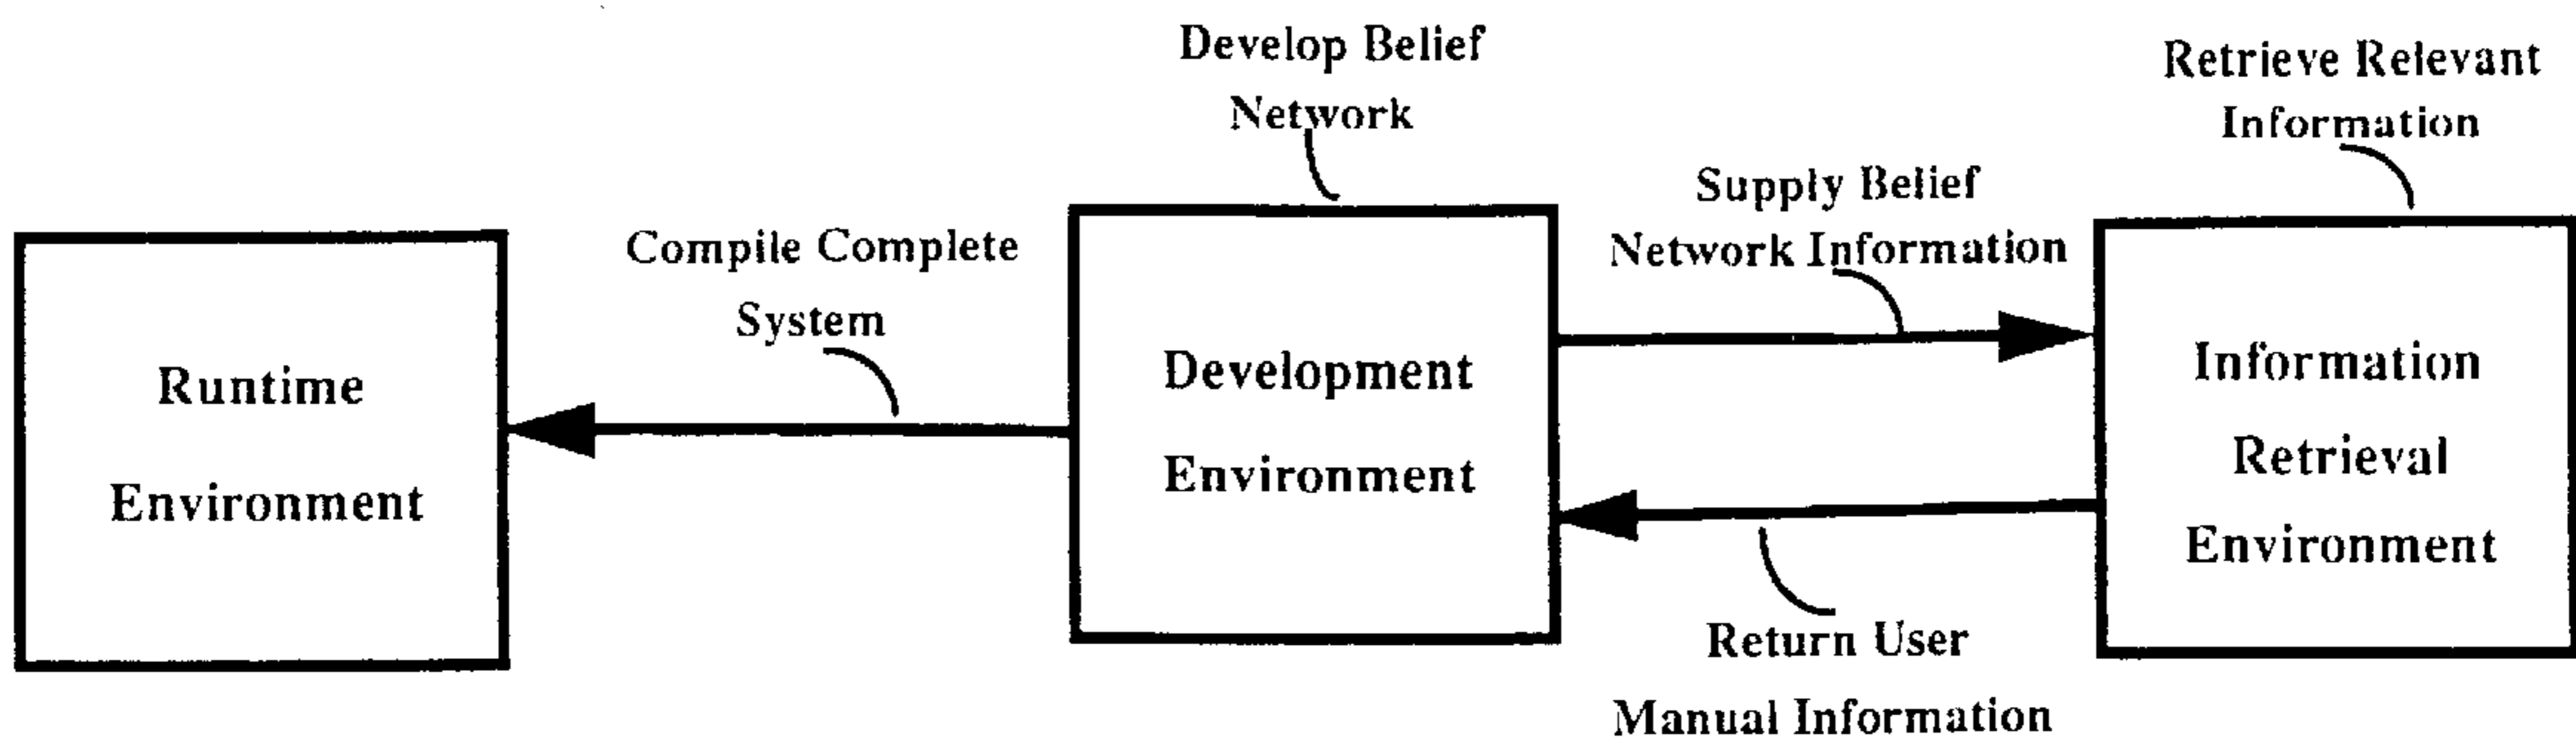 Develop Belief
Network
Retrieve Relevant
Information
Compile Complete
System
Supply Belief
Network Information
Runtime
Environment
Development
Environment
Information
Retrieval
Environment
Return User
Manual Information